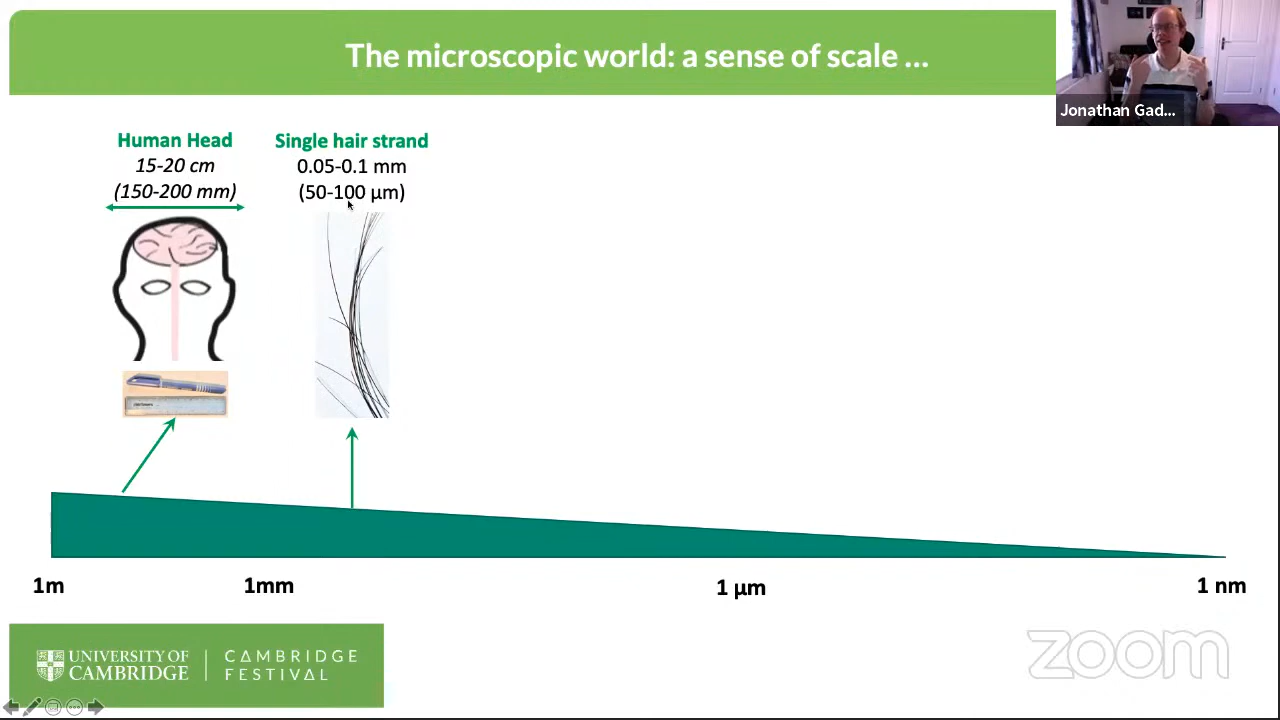 The microscopic world: a sense of scale ...
Jonathan Gad...
Human Head
15-20 cm
(150-200 mm)
Single hair strand
0.05-0.1 mm
(50-100 µm)
1m
1mm
1 µm
1 nm
UNIVERSITY OF
CAMBRIDGE
CAMBRIDGE
FESTIVAL
zoom